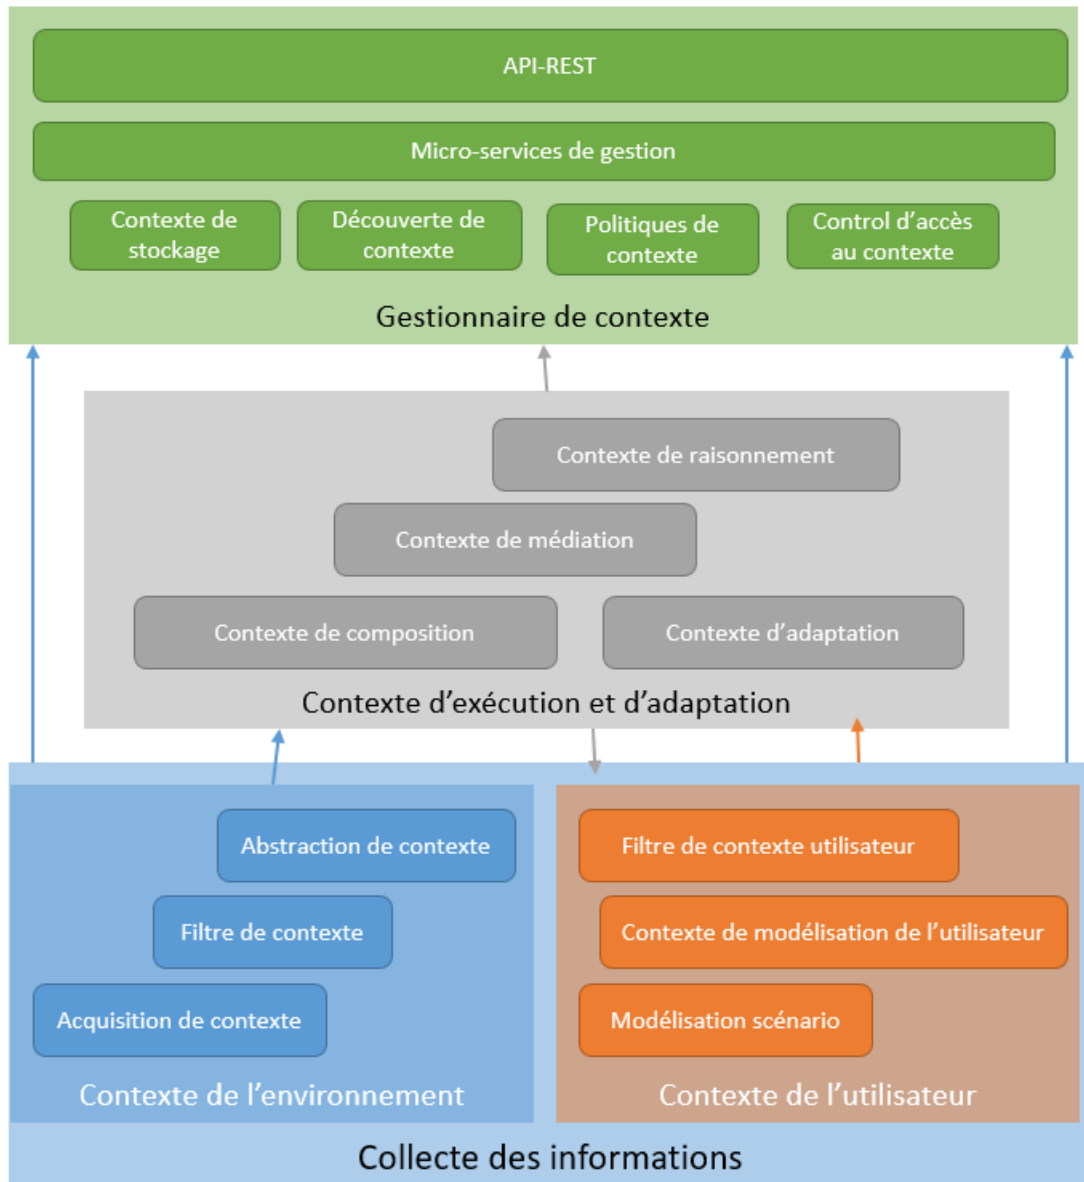 API-REST
Micro-services de gestion
Contexte de
stockage
Découverte de
contexte
Politiques de
contexte
Control d'accès
au contexte
Gestionnaire de contexte
Contexte de raisonnement
Contexte de médiation
Contexte de composition
Contexte d'adaptation
Contexte d'exécution et d'adaptation
Abstraction de contexte
Filtre de contexte
Acquisition de contexte
Contexte de l'environnement
Filtre de contexte utilisateur
Contexte de modélisation de l'utilisateur
Modélisation scénario
Contexte de l'utilisateur
Collecte des informations